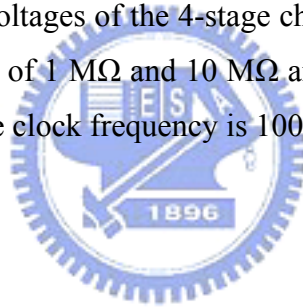 oltages of the 4-stage ch
of 1 MΩ and 10 MΩ a
e clock frequency is 100
E S A
1896